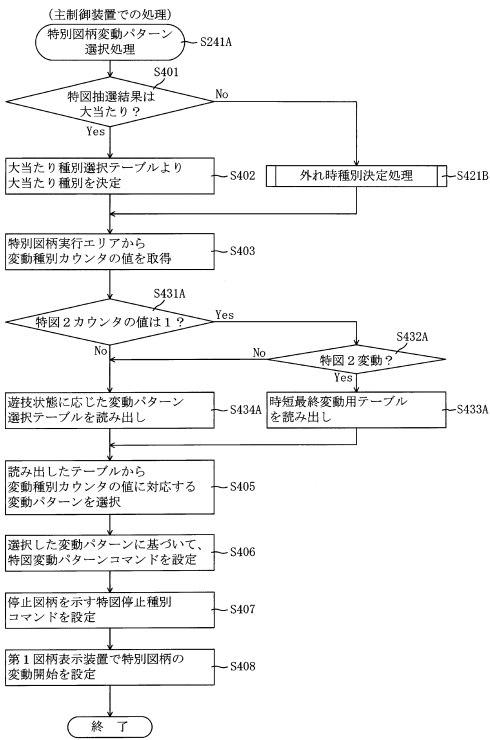 (主制御装置での処理)
特別図柄変動パターン
選択処理
S241A
S401
特図抽選結果は
大当たり？
No
Yes
大当たり種別選択テーブルより
大当たり種別を決定
S402
外れ時種別決定処理
S421B
特別図柄実行エリアから
変動種別カウンタの値を取得
S403
S431A
特図２カウンタの値は１？
Yes
No
S432A
特図２変動？
No
Yes
遊技状態に応じた変動パターン
選択テーブルを読み出し
S434A
時短最終変動用テーブル
を読み出し
S433A
読み出したテーブルから
変動種別カウンタの値に対応する
変動パターンを選択
S405
選択した変動パターンに基づいて、
特図変動パターンコマンドを設定
S406
停止図柄を示す特図停止種別
コマンドを設定
S407
第１図柄表示装置で特別図柄の
変動開始を設定
S408
終 了